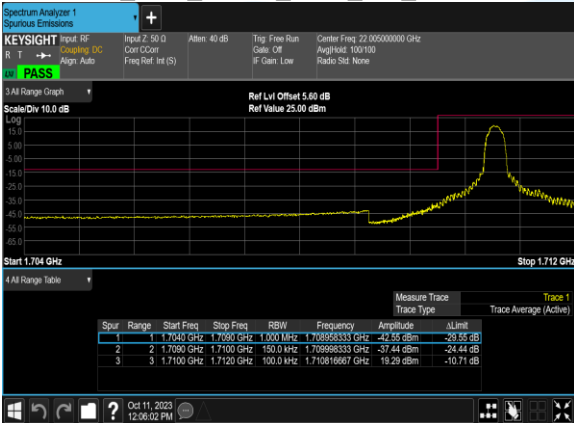 Spectrum Analyzer 1
Spurious Emissions
+
KEYSIGHT Input: RF Input Z: 50 Ω Atten: 40 dB Trig: Free Run Center Freq: 22.005000000 GHz
R T Coupling: DC Corr CCorr Gate: Off Avg|Hold: 100/100
Align: Auto Freq Ref: Int (S) IF Gain: Low Radio Std: None
LM PASS
3 All Range Graph
Ref Lvl Offset 5.60 dB
Scale/Div 10.0 dB Ref Value 25.00 dBm
Log
15.0
5.00
-5.00
-15.0
-25.0
-35.0
-45.0
-55.0
-65.0
Start 1.704 GHz Stop 1.712 GHz
4 All Range Table
Measure Trace Trace 1
Trace Type Trace Average (Active)
Spur Range Start Freq Stop Freq RBW Frequency Amplitude ΔLimit
1 1 1.7040 GHz 1.7090 GHz 1.000 MHz 1.708958333 GHz -42.55 dBm -29.55 dB
2 2 1.7090 GHz 1.7100 GHz 150.0 kHz 1.709998333 GHz -37.44 dBm -24.44 dB
3 3 1.7100 GHz 1.7120 GHz 100.0 kHz 1.710816667 GHz 19.29 dBm -10.71 dB
? Oct 11, 2023
12:06:02 PM